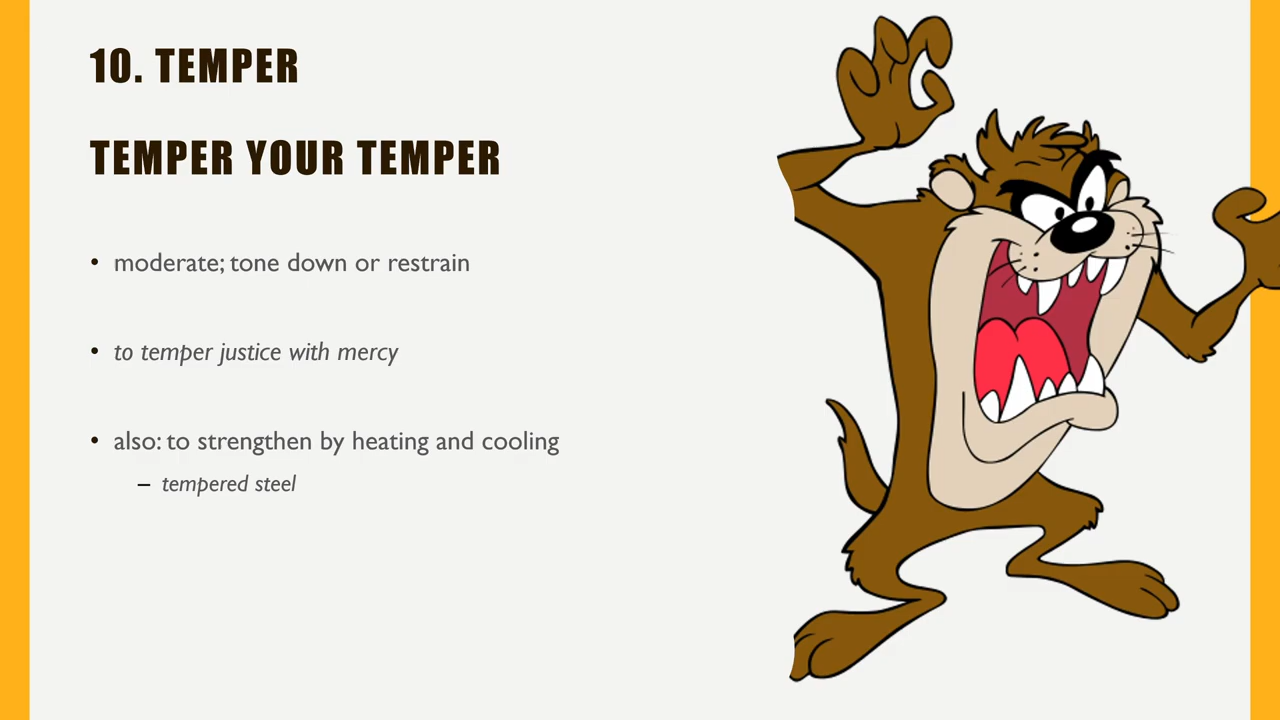 10. TEMPER
TEMPER YOUR TEMPER
• moderate; tone down or restrain
• to temper justice with mercy
• also: to strengthen by heating and cooling
– tempered steel